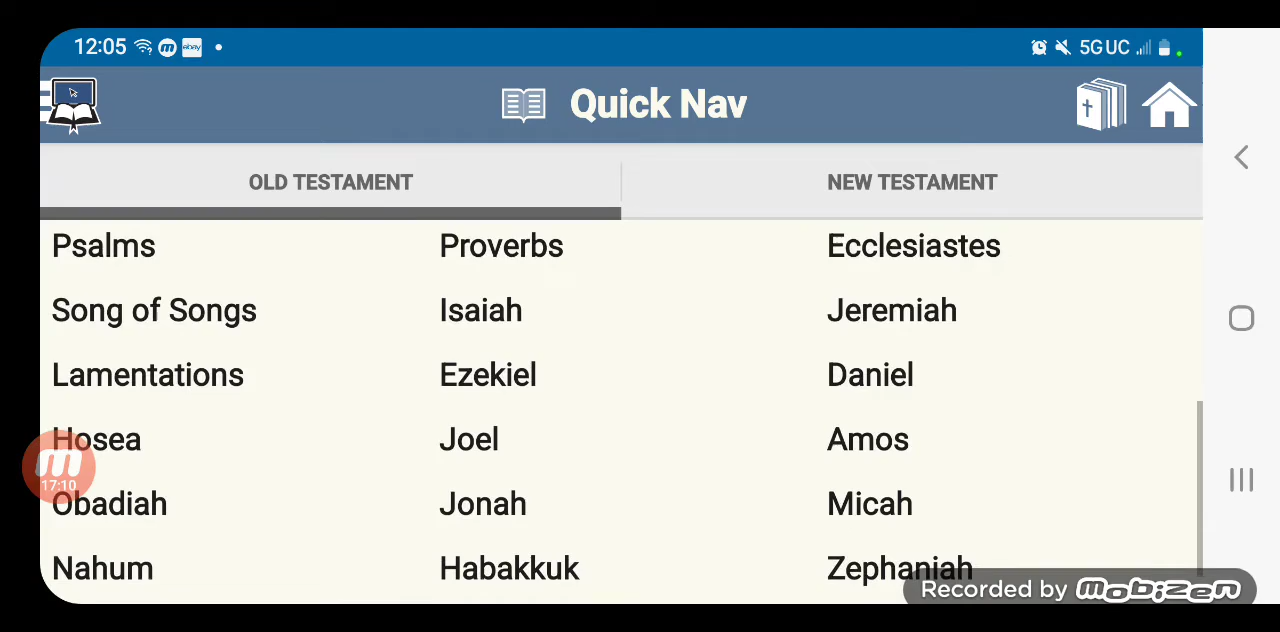 12:05 ebay 5G UC
Quick Nav
OLD TESTAMENT NEW TESTAMENT
Psalms Proverbs Ecclesiastes
Song of Songs Isaiah Jeremiah
Lamentations Ezekiel Daniel
Hosea Joel Amos
17:10
Obadiah Jonah Micah
Nahum Habakkuk Zephaniah
Recorded by Mobizen